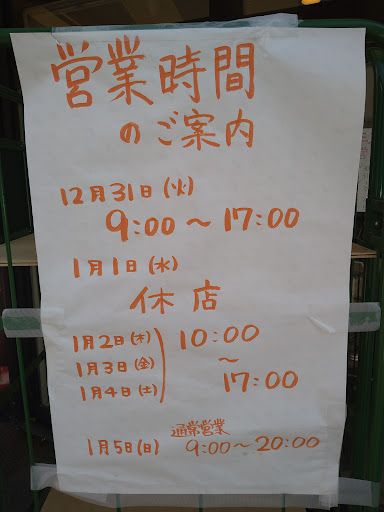 営業時間
のご案内
12月31日(火)
9:00～17:00
1月1日(水)
休店
1月2日(木)
1月3日(金)
1月4日(土)
10:00
～
17:00
通常営業
1月5日(日) 9:00～20:00